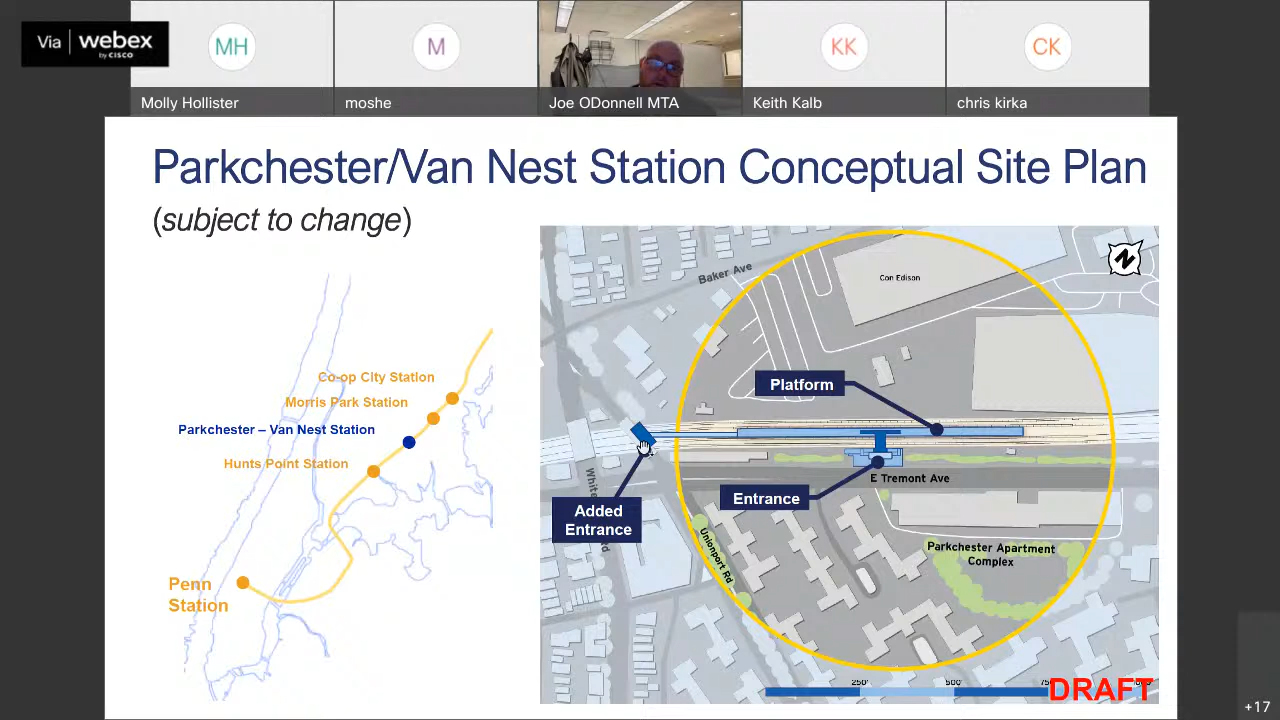 Via webex
by CISCO
MH
M
KK
CK
Molly Hollister
moshe
Joe ODonnell MTA
Keith Kalb
chris kirka
Parkchester/Van Nest Station Conceptual Site Plan
(subject to change)
Co-op City Station
Morris Park Station
Parkchester – Van Nest Station
Hunts Point Station
Penn
Station
Baker Ave
Con Edison
N
Platform
Entrance
E Tremont Ave
Added
Entrance
Unionport Rd
Parkchester Apartment
Complex
250'
500'
DRAFT
+17